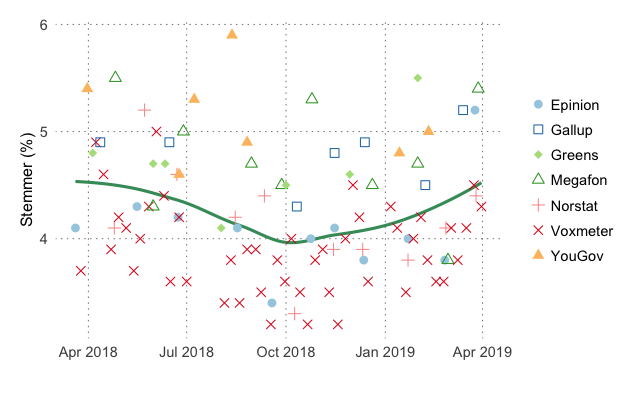 6
5
4
Stemmer (%)
Apr 2018
Jul 2018
Oct 2018
Jan 2019
Apr 2019
Epinion
Gallup
Greens
Megafon
Norstat
Voxmeter
YouGov